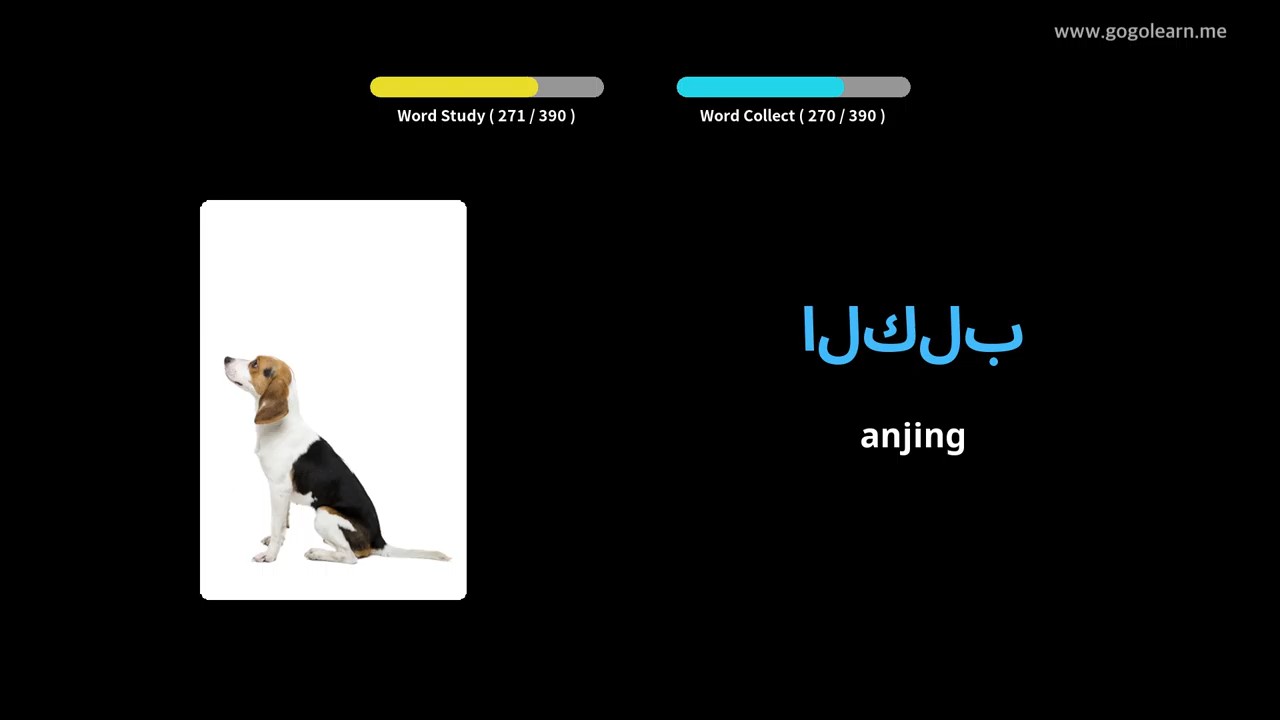 www.gogolearn.me
Word Study ( 271 / 390 )
Word Collect ( 270 / 390 )
الكلب
anjing